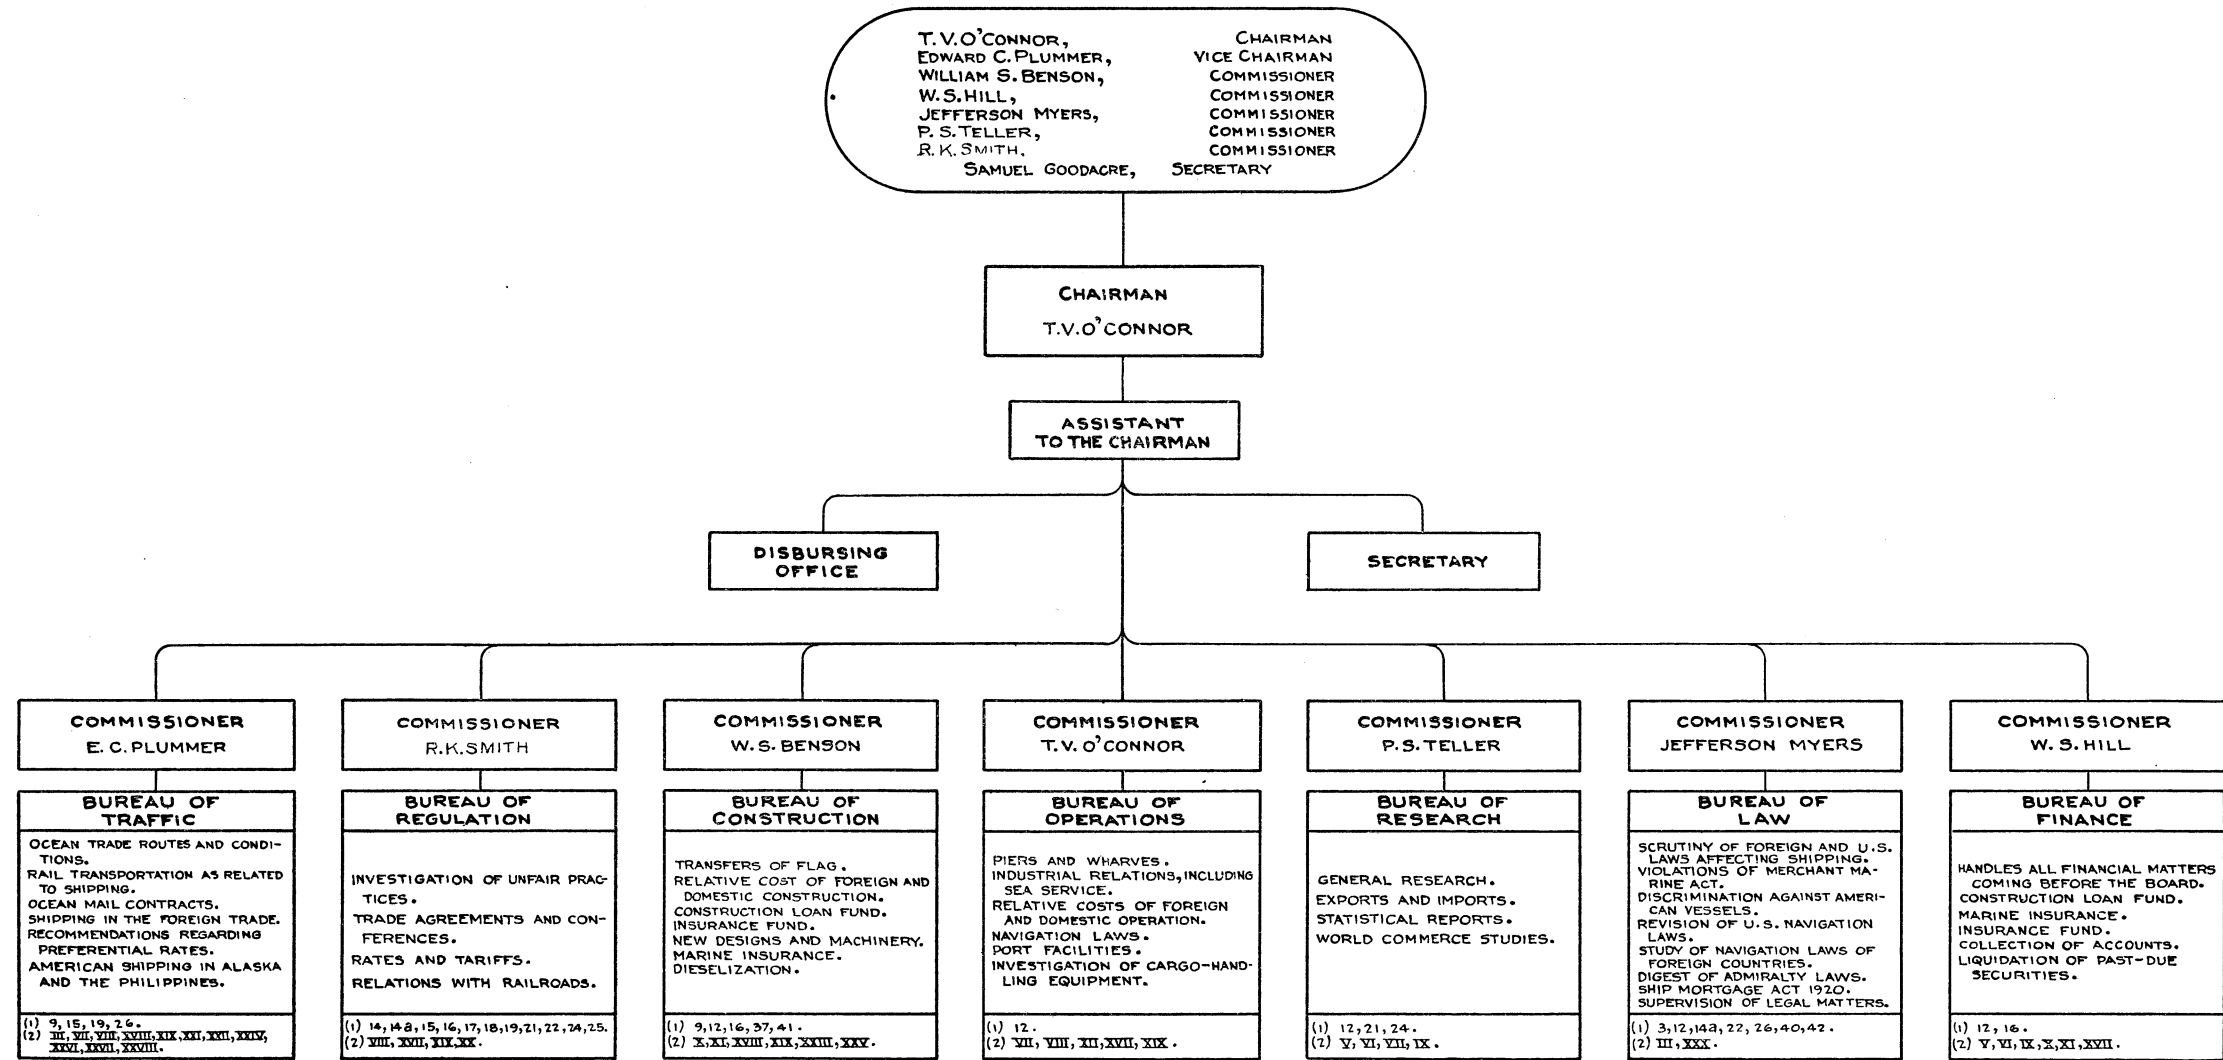 T.V.O'CONNOR, CHAIRMAN
EDWARD C. PLUMMER, VICE CHAIRMAN
WILLIAM S. BENSON, COMMISSIONER
W.S. HILL, COMMISSIONER
JEFFERSON MYERS, COMMISSIONER
P.S. TELLER, COMMISSIONER
R.K. SMITH. COMMISSIONER
SAMUEL GOODACRE, SECRETARY
CHAIRMAN
T.V.O'CONNOR
ASSISTANT
TO THE CHAIRMAN
DISBURSING
OFFICE
SECRETARY
COMMISSIONER
E.C. PLUMMER
BUREAU OF
TRAFFIC
OCEAN TRADE ROUTES AND CONDI-
TIONS.
RAIL TRANSPORTATION AS RELATED
TO SHIPPING.
OCEAN MAIL CONTRACTS.
SHIPPING IN THE FOREIGN TRADE.
RECOMMENDATIONS REGARDING
PREFERENTIAL RATES.
AMERICAN SHIPPING IN ALASKA
AND THE PHILIPPINES.
(1) 9,15,19,26.
(2) III, VII, VIII, XVIII, XIX, XXI, XXII, XXIV,
XXVI, XXVII, XXVIII.
COMMISSIONER
R.K. SMITH
BUREAU OF
REGULATION
INVESTIGATION OF UNFAIR PRAC-
TICES.
TRADE AGREEMENTS AND CON-
FERENCES.
RATES AND TARIFFS.
RELATIONS WITH RAILROADS.
(1) 14,14a,15,16,17,18,19,21,22,24,25.
(2) VIII, XVII, XIX, XX.
COMMISSIONER
W.S. BENSON
BUREAU OF
CONSTRUCTION
TRANSFERS OF FLAG.
RELATIVE COST OF FOREIGN AND
DOMESTIC CONSTRUCTION.
CONSTRUCTION LOAN FUND.
INSURANCE FUND.
NEW DESIGNS AND MACHINERY.
MARINE INSURANCE.
DIESELIZATION.
(1) 9,12,16,37,41.
(2) X, XI, XVIII, XIX, XXIII, XXV.
COMMISSIONER
T.V. O'CONNOR
BUREAU OF
OPERATIONS
PIERS AND WHARVES.
INDUSTRIAL RELATIONS, INCLUDING
SEA SERVICE.
RELATIVE COSTS OF FOREIGN
AND DOMESTIC OPERATION.
NAVIGATION LAWS.
PORT FACILITIES.
INVESTIGATION OF CARGO-HAND-
LING EQUIPMENT.
(1) 12.
(2) VII, VIII, XII, XVII, XIX.
COMMISSIONER
P.S. TELLER
BUREAU OF
RESEARCH
GENERAL RESEARCH.
EXPORTS AND IMPORTS.
STATISTICAL REPORTS.
WORLD COMMERCE STUDIES.
(1) 12,21,24.
(2) V, VI, VII, IX.
COMMISSIONER
JEFFERSON MYERS
BUREAU OF
LAW
SCRUTINY OF FOREIGN AND U.S.
LAWS AFFECTING SHIPPING.
VIOLATIONS OF MERCHANT MA-
RINE ACT.
DISCRIMINATION AGAINST AMERI-
CAN VESSELS.
REVISION OF U.S. NAVIGATION
LAWS.
STUDY OF NAVIGATION LAWS OF
FOREIGN COUNTRIES.
DIGEST OF ADMIRALTY LAWS.
SHIP MORTGAGE ACT 1920.
SUPERVISION OF LEGAL MATTERS.
(1) 3,12,14a,22,26,40,42.
(2) III, XXX.
COMMISSIONER
W.S. HILL
BUREAU OF
FINANCE
HANDLES ALL FINANCIAL MATTERS
COMING BEFORE THE BOARD.
CONSTRUCTION LOAN FUND.
MARINE INSURANCE.
INSURANCE FUND.
COLLECTION OF ACCOUNTS.
LIQUIDATION OF PAST-DUE
SECURITIES.
(1) 12, 16.
(2) V, VI, IX, X, XI, XVII.